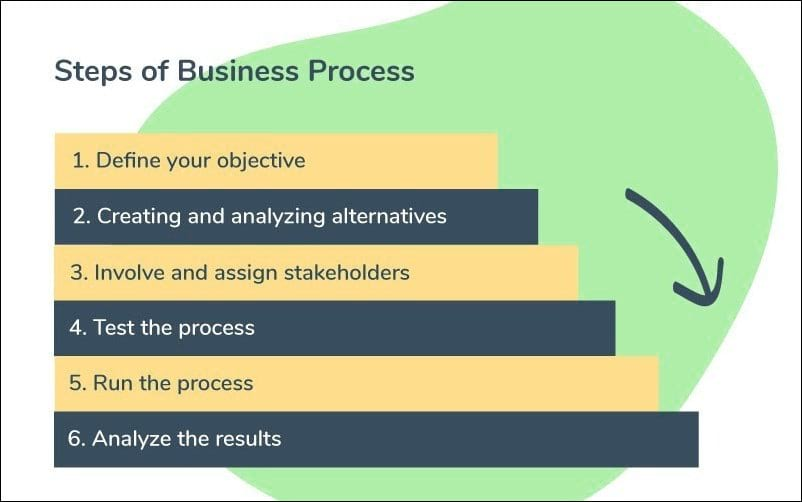 Steps of Business Process
1. Define your objective
2. Creating and analyzing alternatives
3. Involve and assign stakeholders
4. Test the process
5. Run the process
6. Analyze the results